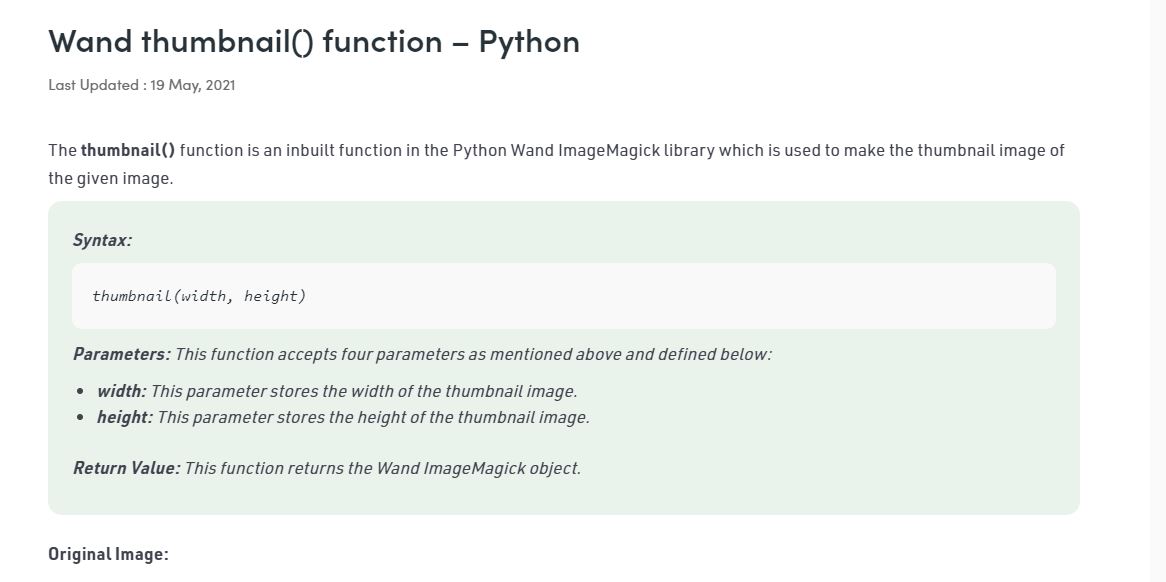 Wand thumbnail() function – Python
Last Updated : 19 May, 2021
The thumbnail() function is an inbuilt function in the Python Wand ImageMagick library which is used to make the thumbnail image of
the given image.
Syntax:
thumbnail(width, height)
Parameters: This function accepts four parameters as mentioned above and defined below:
• width: This parameter stores the width of the thumbnail image.
• height: This parameter stores the height of the thumbnail image.
Return Value: This function returns the Wand ImageMagick object.
Original Image: